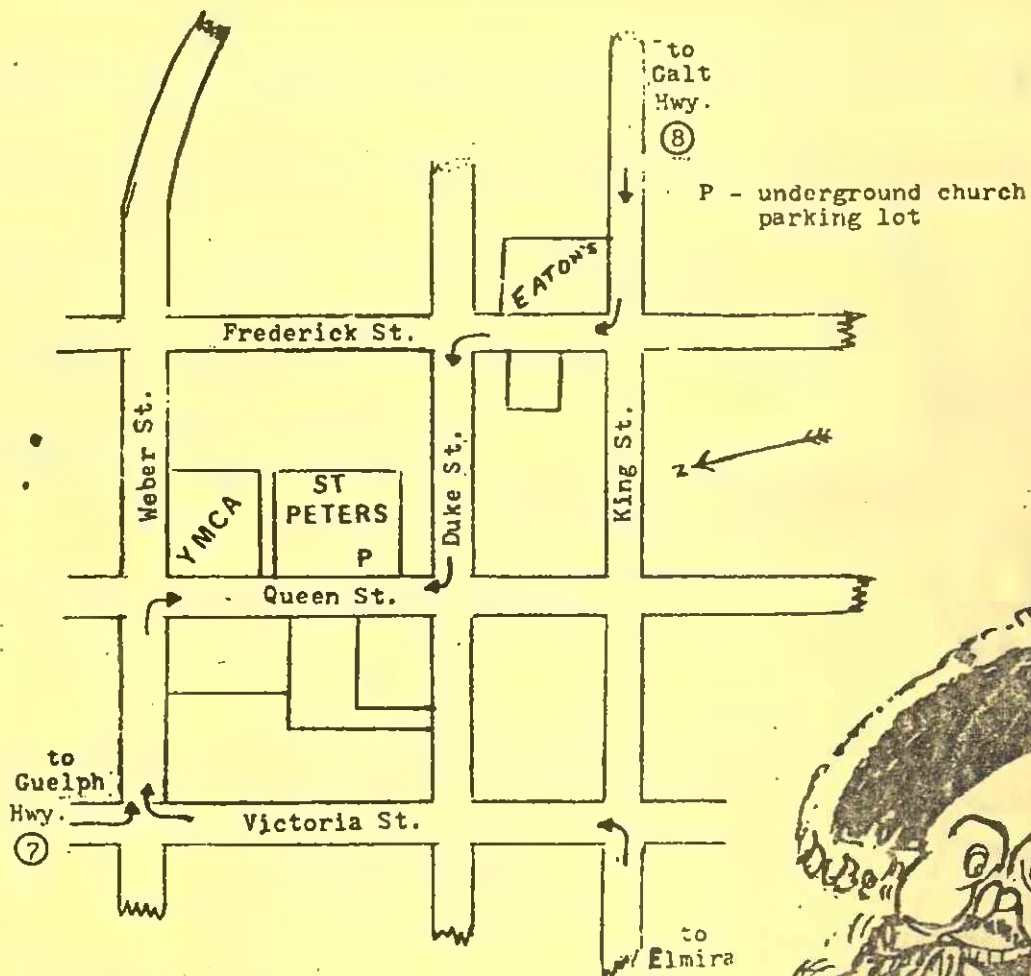 to
Galt
Hwy.
8
P - underground church
parking lot
EATON'S
Frederick St.
Weber St.
Duke St.
King St.
N
YMCA
ST
PETERS
P
Queen St.
to
Guelph
Hwy.
7
Victoria St.
to
Elmira